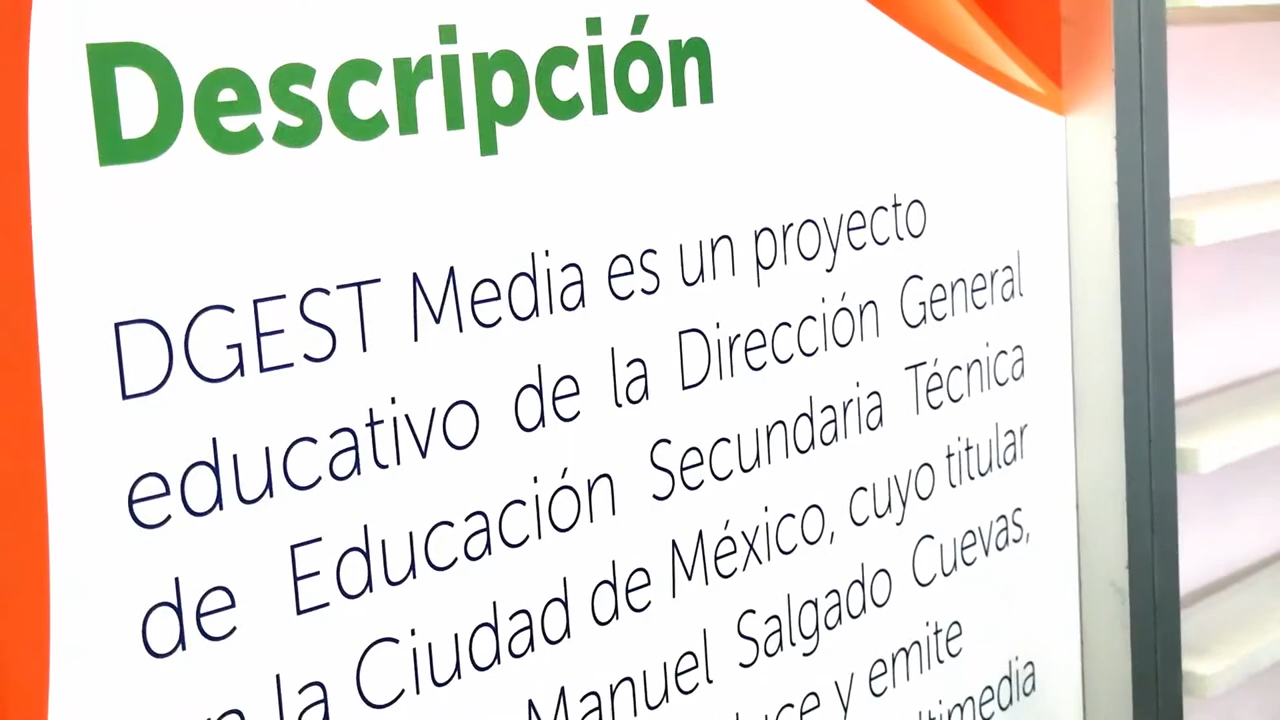 Descripción
DGEST Media es un proyecto
educativo de la Dirección General
de Educación Secundaria Técnica
la Ciudad de México, cuyo titular
Manuel Salgado Cuevas,
y emite